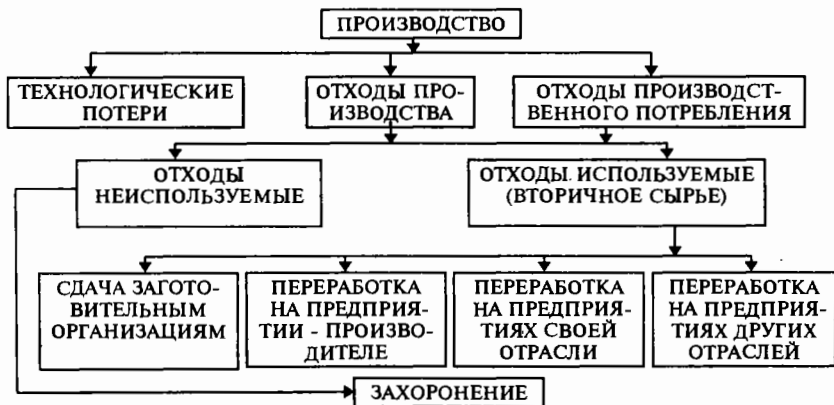 ПРОИЗВОДСТВО
ТЕХНОЛОГИЧЕСКИЕ
ПОТЕРИ
ОТХОДЫ ПРО-
ИЗВОДСТВА
ОТХОДЫ ПРОИЗВОДСТ-
ВЕННОГО ПОТРЕБЛЕНИЯ
ОТХОДЫ
НЕИСПОЛЬЗУЕМЫЕ
ОТХОДЫ. ИСПОЛЬЗУЕМЫЕ
(ВТОРИЧНОЕ СЫРЬЕ)
СДАЧА ЗАГОТО-
ВИТЕЛЬНЫМ
ОРГАНИЗАЦИЯМ
ПЕРЕРАБОТКА
НА ПРЕДПРИЯ-
ТИИ - ПРОИЗВО-
ДИТЕЛЕ
ПЕРЕРАБОТКА
НА ПРЕДПРИЯ-
ТИЯХ СВОЕЙ
ОТРАСЛИ
ПЕРЕРАБОТКА
НА ПРЕДПРИЯ-
ТИЯХ ДРУГИХ
ОТРАСЛЕЙ
ЗАХОРОНЕНИЕ